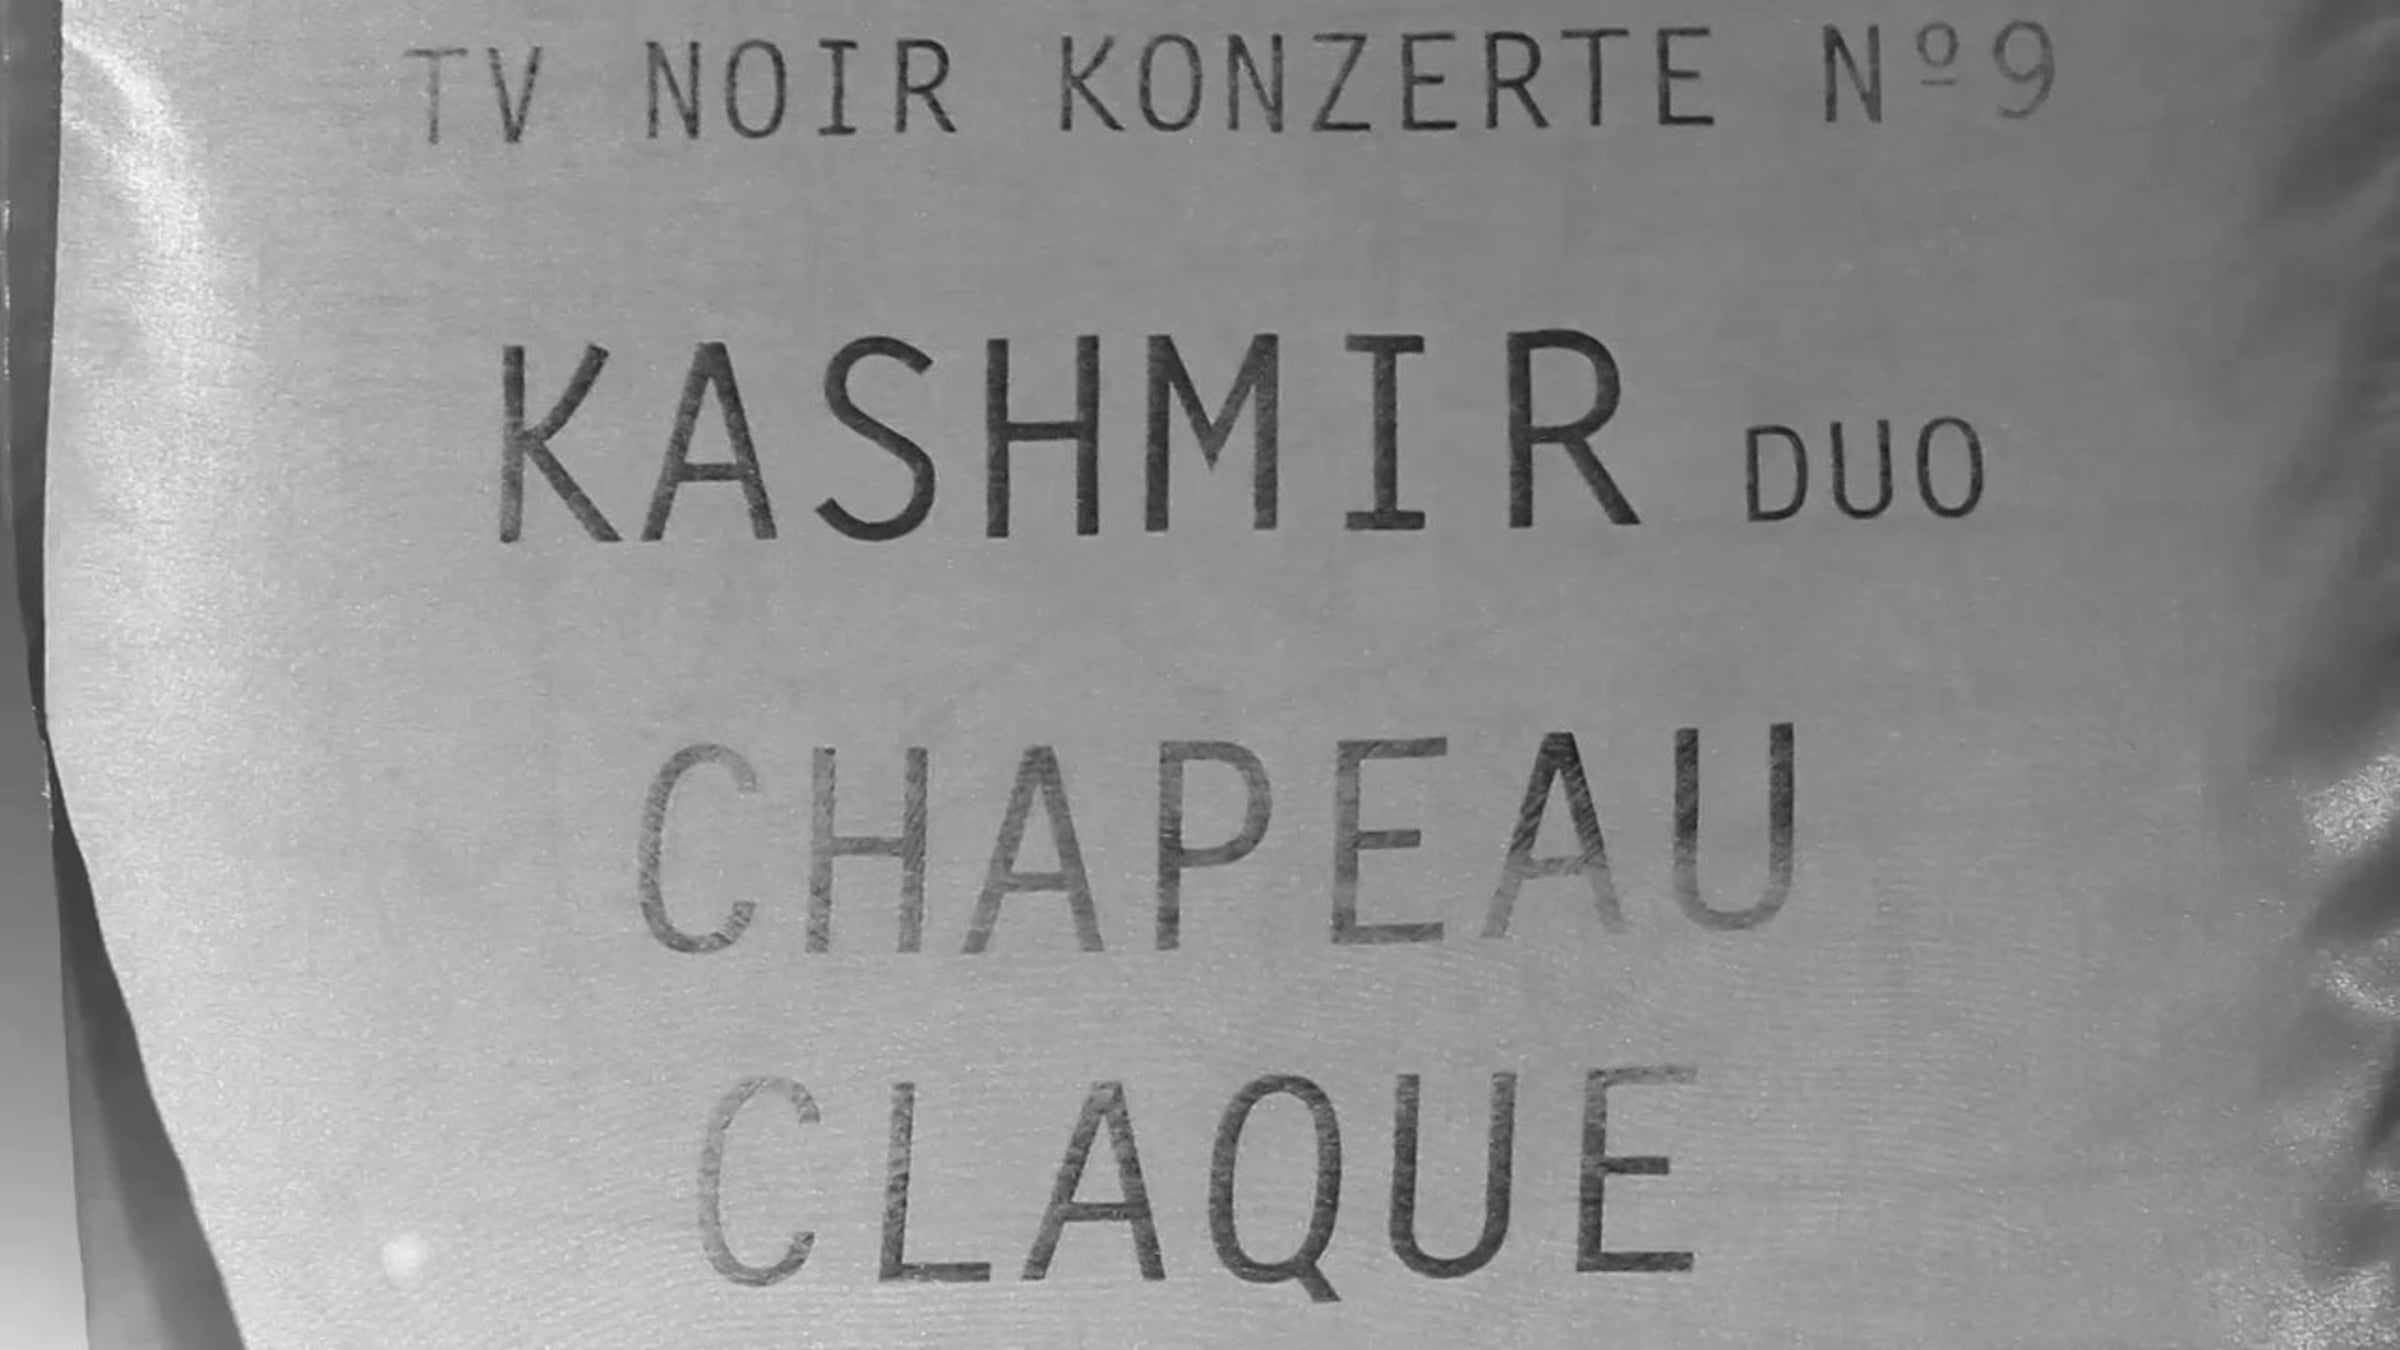 TV NOIR KONZERTE Nº9
KASHMIR DUO
CHAPEAU
CLAQUE